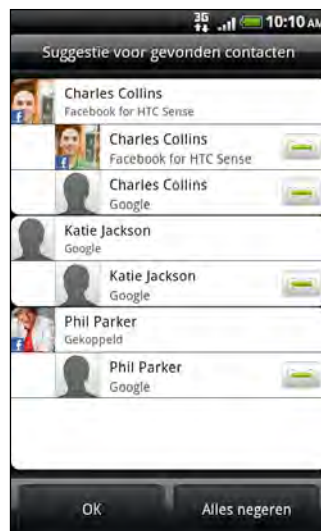 3G 10:10 AM
Suggestie voor gevonden contacten
Charles Collins
Facebook for HTC Sense
Charles Collins
Facebook for HTC Sense
Charles Collins
Google
Katie Jackson
Google
Katie Jackson
Google
Phil Parker
Gekoppeld
Phil Parker
Google
OK Alles negeren